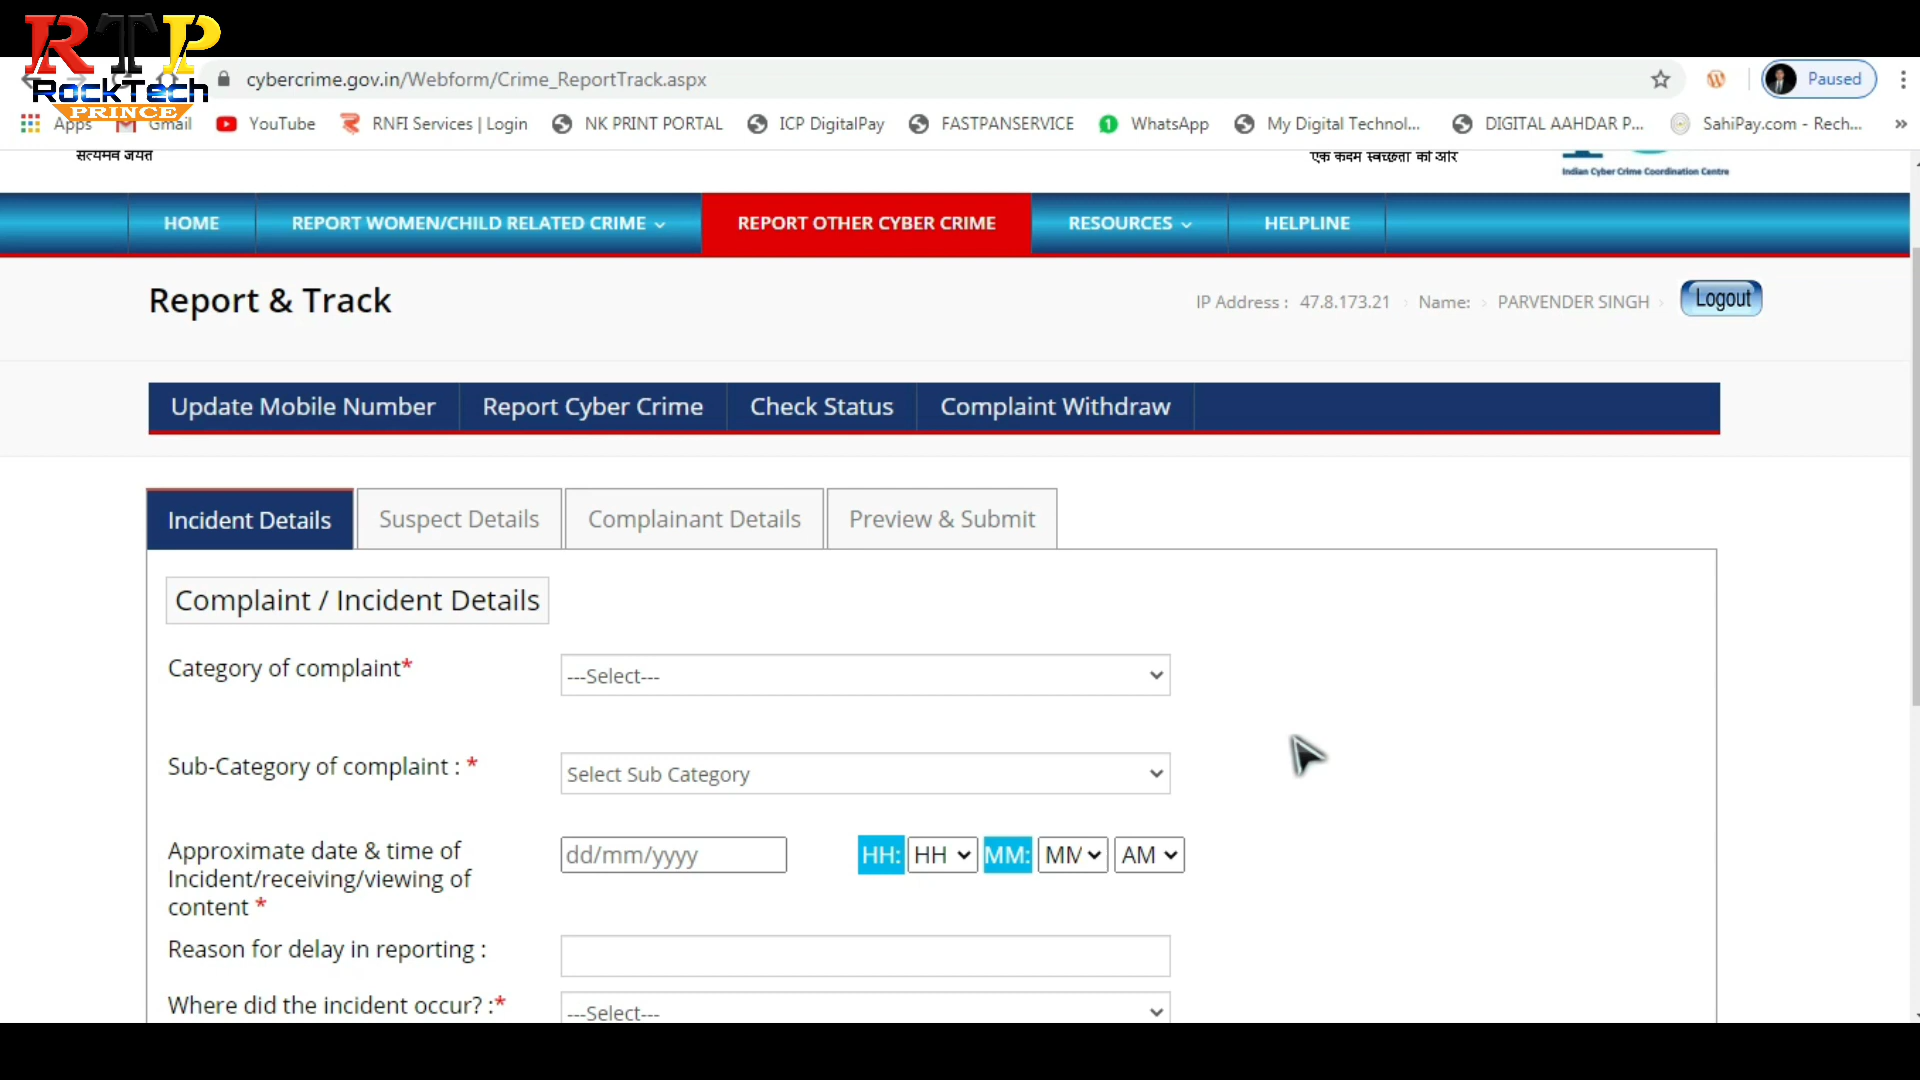 RTP
RockTech
PRINCE
cybercrime.gov.in/Webform/Crime_ReportTrack.aspx
Paused
Apps Gmail YouTube RNFI Services | Login NK PRINT PORTAL ICP DigitalPay FASTPANSERVICE 1 WhatsApp My Digital Technol... DIGITAL AAHDAR P... SahiPay.com - Rech... »
सत्यमेव जयते एक कदम स्वच्छता की ओर
Indian Cyber Crime Coordination Centre
HOME REPORT WOMEN/CHILD RELATED CRIME REPORT OTHER CYBER CRIME RESOURCES HELPLINE
Report & Track
IP Address : 47.8.173.21 Name: PARVENDER SINGH Logout
Update Mobile Number Report Cyber Crime Check Status Complaint Withdraw
Incident Details Suspect Details Complainant Details Preview & Submit
Complaint / Incident Details
Category of complaint* ---Select---
Sub-Category of complaint : * Select Sub Category
Approximate date & time of
Incident/receiving/viewing of
content *
dd/mm/yyyy HH: HH MM: MM AM
Reason for delay in reporting :
Where did the incident occur? :* ---Select---